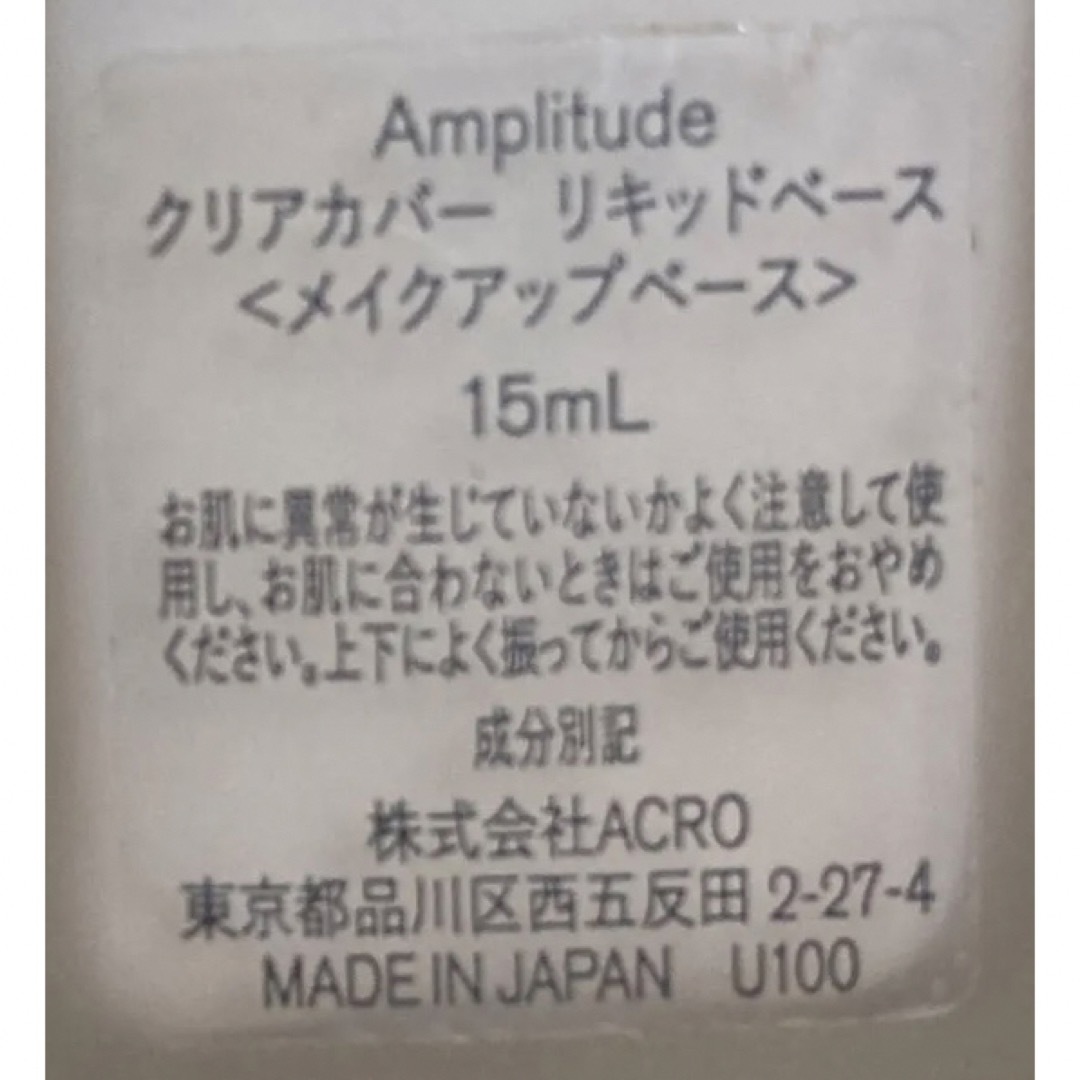 Amplitude
クリアカバー リキッドベース
<メイクアップベース>
15mL
お肌に異常が生じていないかよく注意して使
用し、お肌に合わないときはご使用をおやめ
ください。上下によく振ってからご使用ください。
成分別記
株式会社ACRO
東京都品川区西五反田 2-27-4
MADE IN JAPAN U100